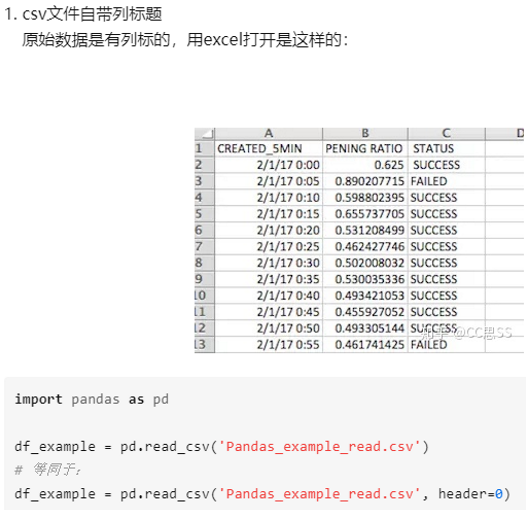 1. csv文件自带列标题
原始数据是有列标的，用excel打开是这样的：
A B C D
1 CREATED_5MIN PENING RATIO STATUS
2 2/1/17 0:00 0.625 SUCCESS
3 2/1/17 0:05 0.890207715 FAILED
4 2/1/17 0:10 0.598802395 SUCCESS
5 2/1/17 0:15 0.655737705 SUCCESS
6 2/1/17 0:20 0.531208499 SUCCESS
7 2/1/17 0:25 0.462427746 SUCCESS
8 2/1/17 0:30 0.502008032 SUCCESS
9 2/1/17 0:35 0.530035336 SUCCESS
10 2/1/17 0:40 0.493421053 SUCCESS
11 2/1/17 0:45 0.455927052 SUCCESS
12 2/1/17 0:50 0.493305144 SUCCESS
知乎 @CC思SS
13 2/1/17 0:55 0.461741425 FAILED
import pandas as pd
df_example = pd.read_csv('Pandas_example_read.csv')
# 等同于：
df_example = pd.read_csv('Pandas_example_read.csv', header=0)